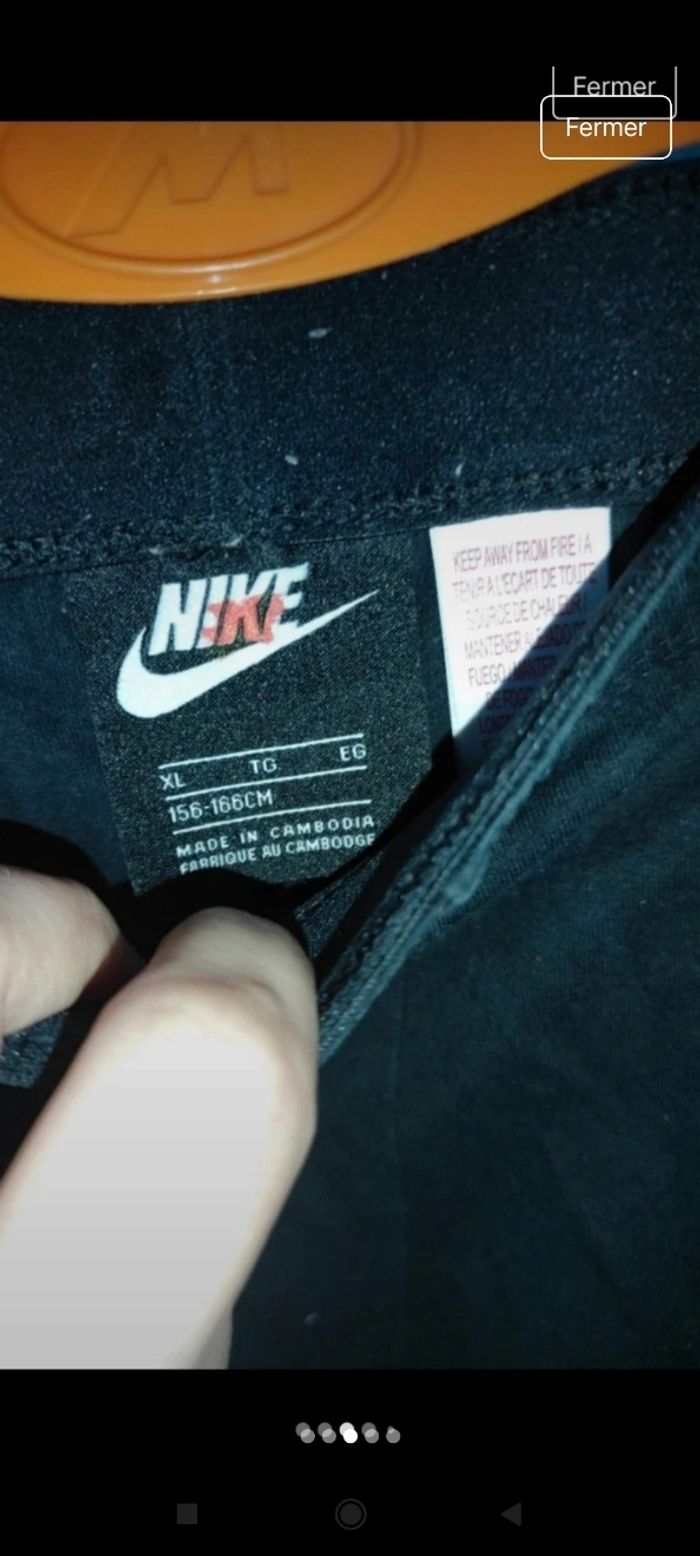 Fermer
Fermer
NIKE
XL TG EG
156-166CM
MADE IN CAMBODIA
FABRIQUE AU CAMBODGE
KEEP AWAY FROM FIRE / A
TENIR A L'ECART DE TOUTE
SOURCE DE CHALEUR /
MANTENER
FUEGO